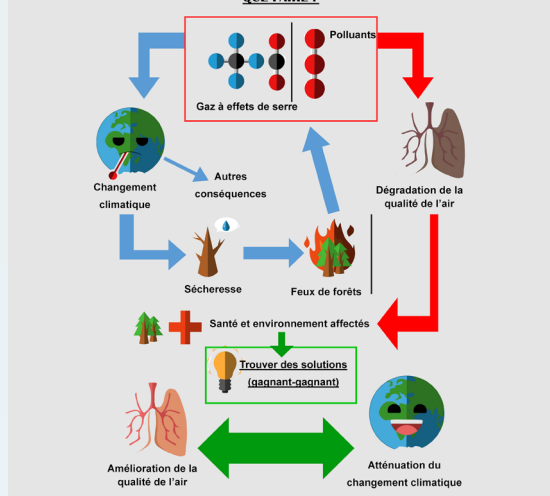 QUE FAIRE ?
Polluants
Gaz à effets de serre
Changement
climatique
Autres
conséquences
Dégradation de la
qualité de l'air
Sécheresse
Feux de forêts
Santé et environnement affectés
Trouver des solutions
(gagnant-gagnant)
Amélioration de la
qualité de l'air
Atténuation du
changement climatique